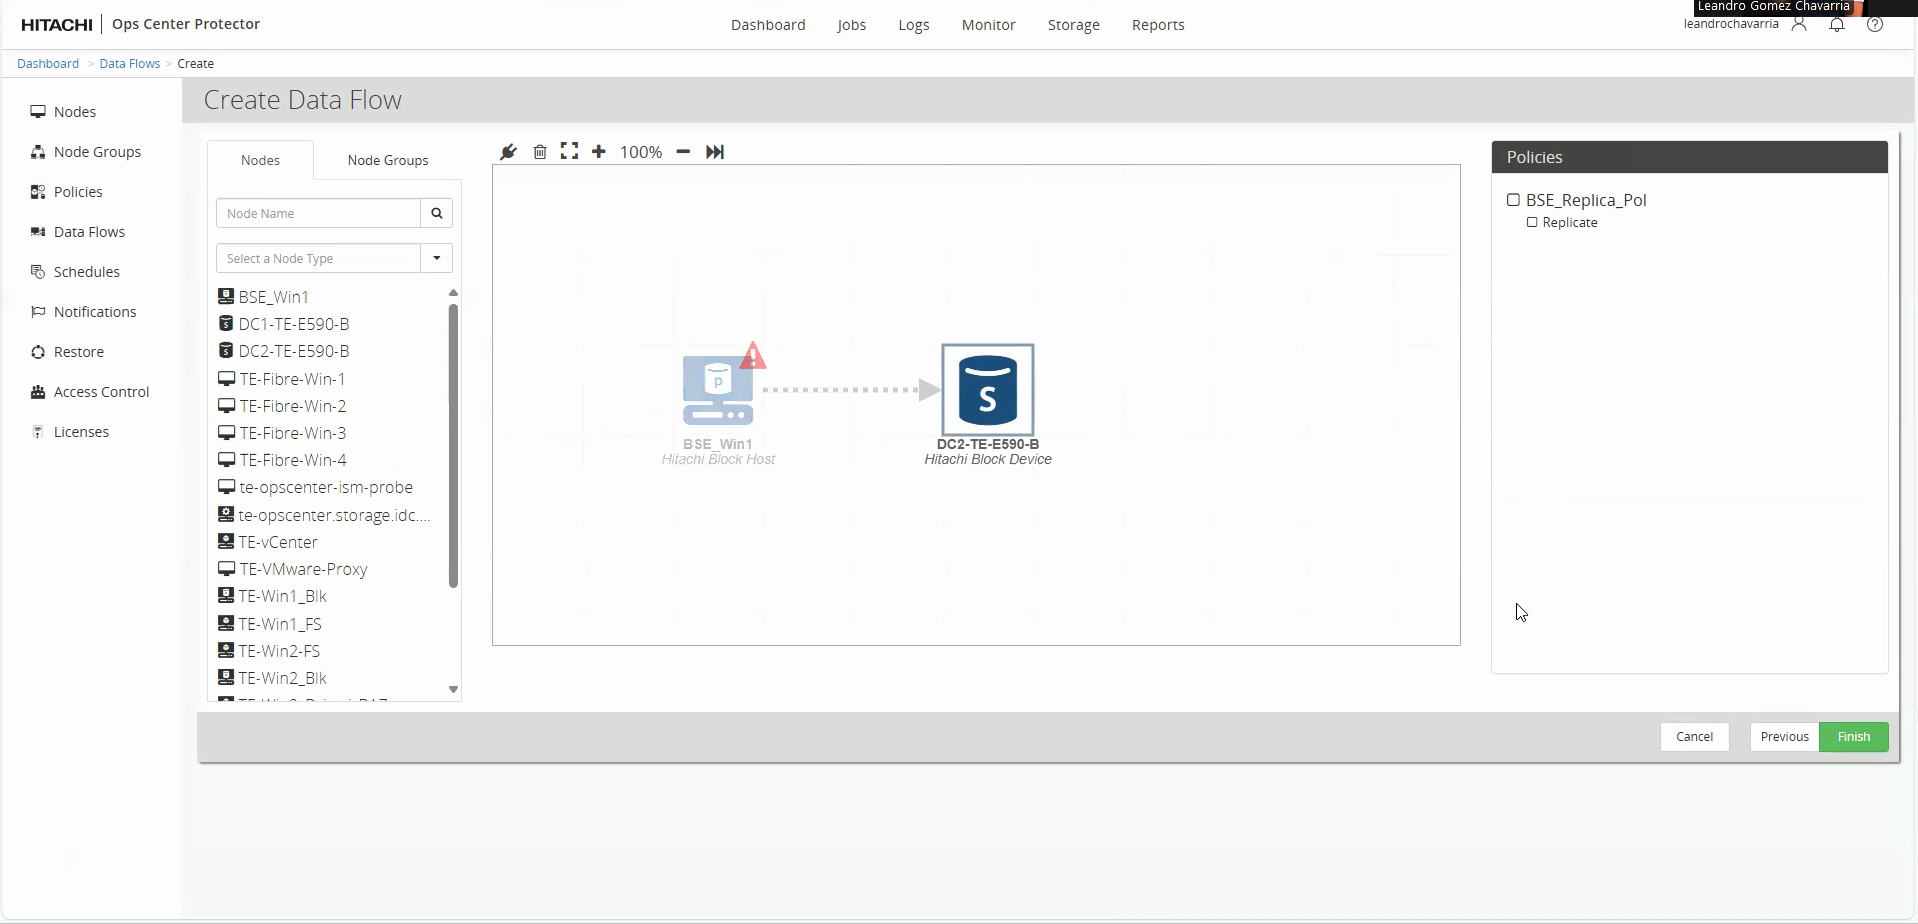 Leandro Gomez Chavarria
HITACHI Ops Center Protector
Dashboard Jobs Logs Monitor Storage Reports
leandrochavarria
Dashboard > Data Flows > Create
Nodes
Node Groups
Policies
Data Flows
Schedules
Notifications
Restore
Access Control
Licenses
Create Data Flow
Nodes Node Groups
Node Name
Select a Node Type
BSE_Win1
DC1-TE-E590-B
DC2-TE-E590-B
TE-Fibre-Win-1
TE-Fibre-Win-2
TE-Fibre-Win-3
TE-Fibre-Win-4
te-opscenter-ism-probe
te-opscenter.storage.idc....
TE-vCenter
TE-VMware-Proxy
TE-Win1_Blk
TE-Win1_FS
TE-Win2-FS
TE-Win2_Blk
100%
p
BSE_Win1
Hitachi Block Host
S
DC2-TE-E590-B
Hitachi Block Device
Policies
BSE_Replica_Pol
Replicate
Cancel Previous Finish